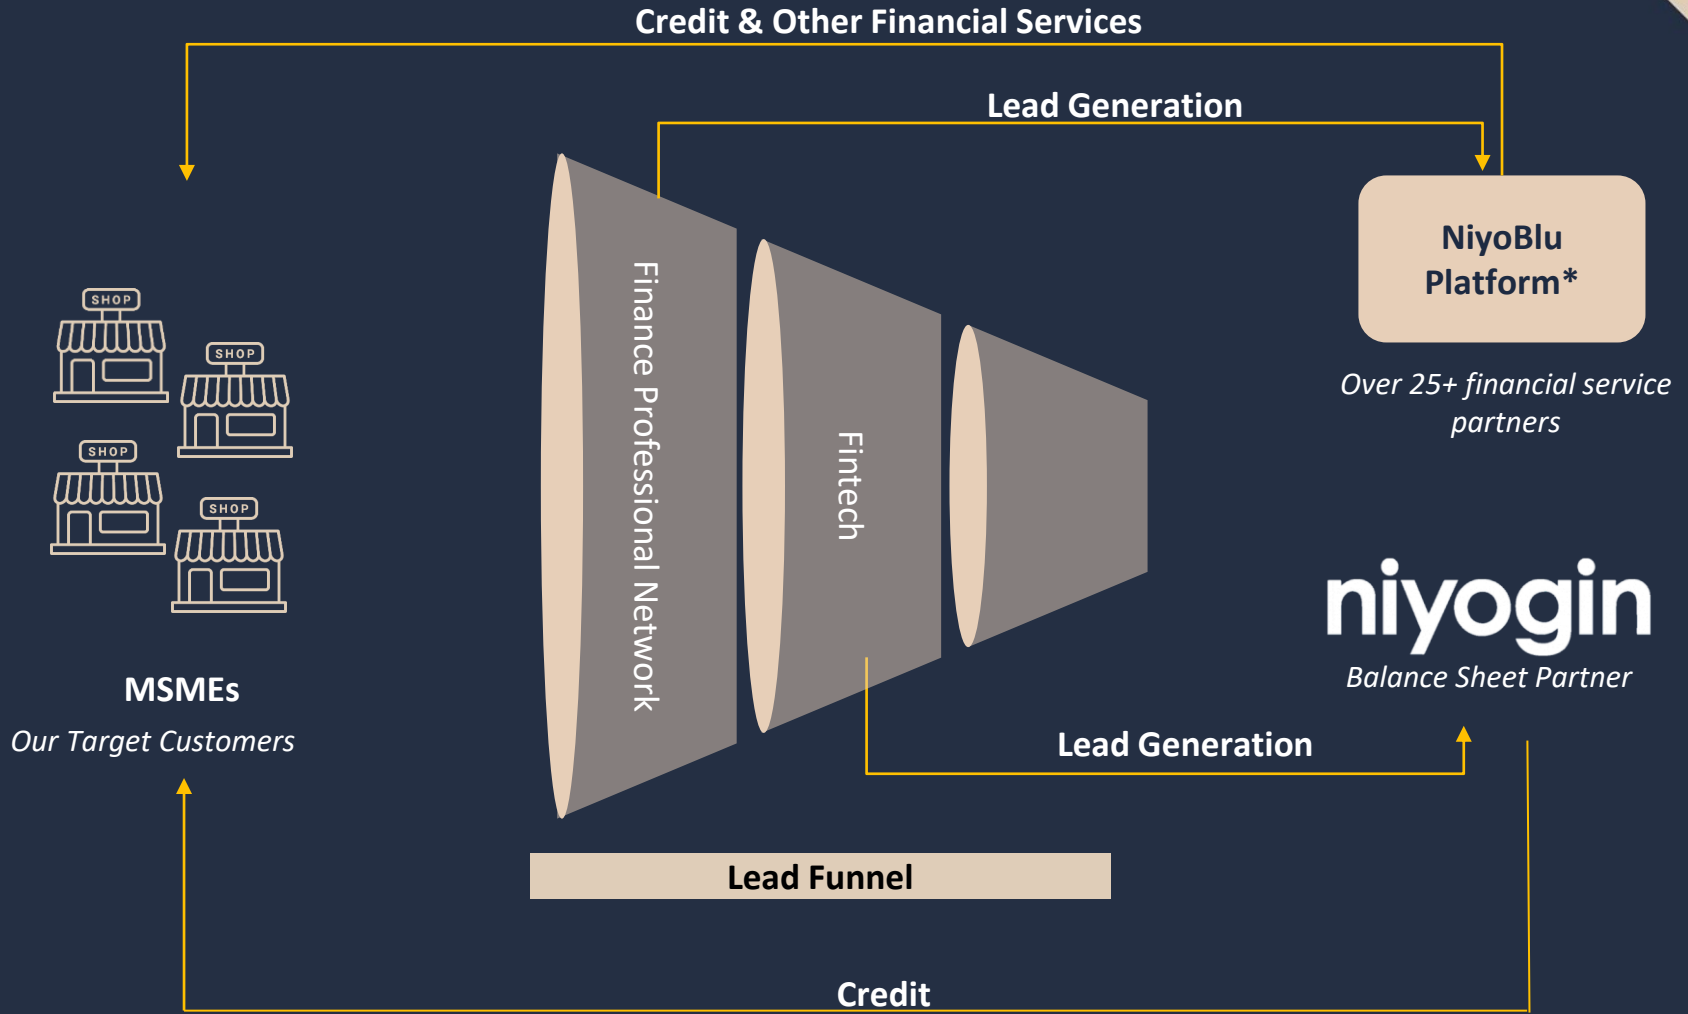 Credit & Other Financial Services
Lead Generation
NiyoBlu
Platform*
Over 25+ financial service
partners
SHOP
SHOP
SHOP
SHOP
Finance Professional Network
Fintech
niyogin
Balance Sheet Partner
MSMEs
Our Target Customers
Lead Generation
Lead Funnel
Credit